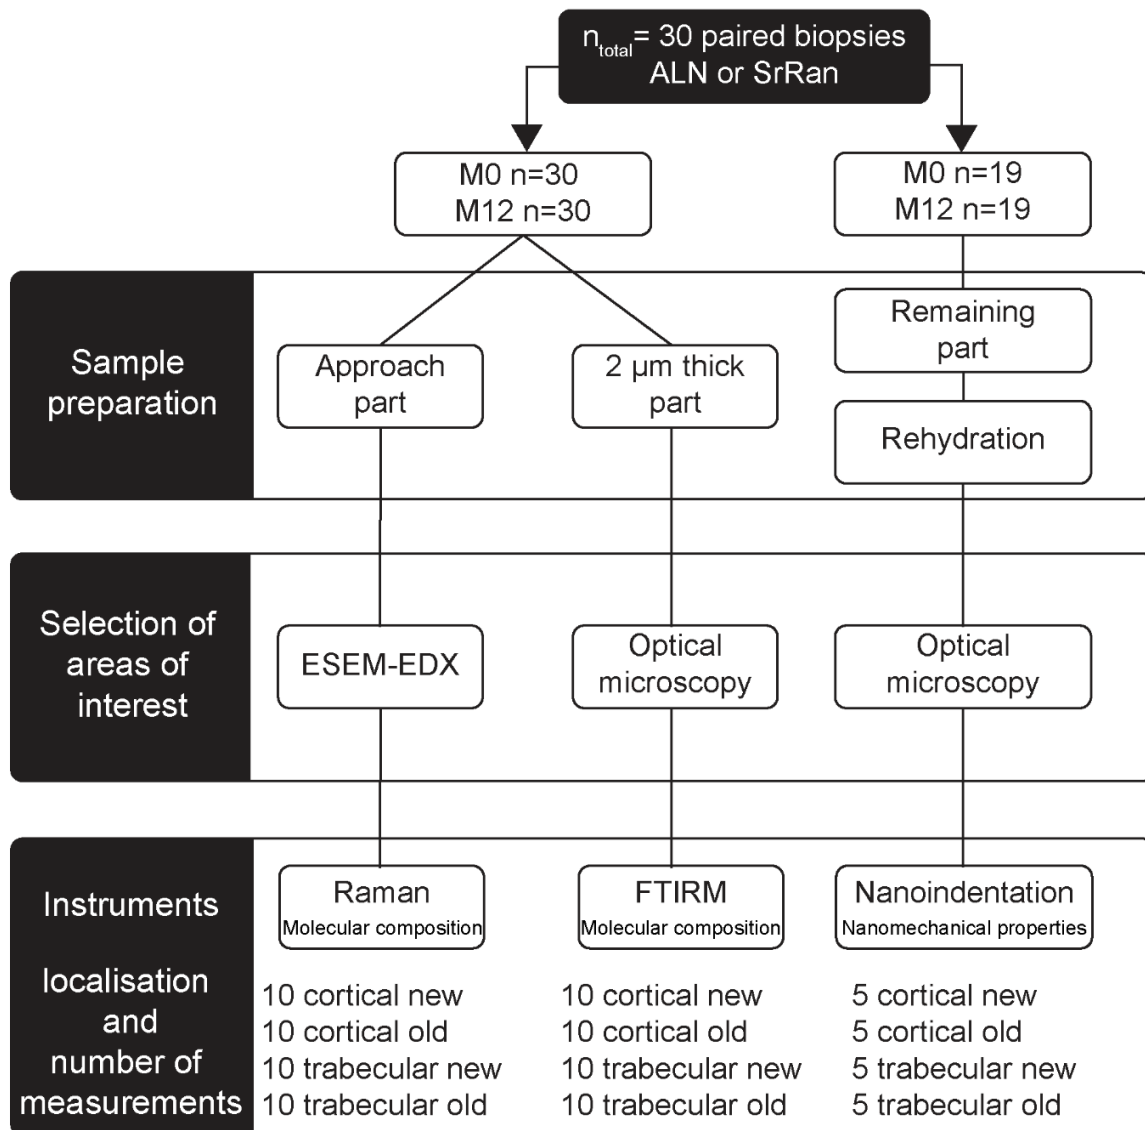 n_total = 30 paired biopsies
ALN or SrRan
M0 n=30
M12 n=30
M0 n=19
M12 n=19
Sample
preparation
Approach
part
2 µm thick
part
Remaining
part
Rehydration
Selection of
areas of
interest
ESEM-EDX
Optical
microscopy
Optical
microscopy
Instruments
localisation
and
number of
measurements
Raman
Molecular composition
FTIRM
Molecular composition
Nanoindentation
Nanomechanical properties
10 cortical new
10 cortical old
10 trabecular new
10 trabecular old
10 cortical new
10 cortical old
10 trabecular new
10 trabecular old
5 cortical new
5 cortical old
5 trabecular new
5 trabecular old